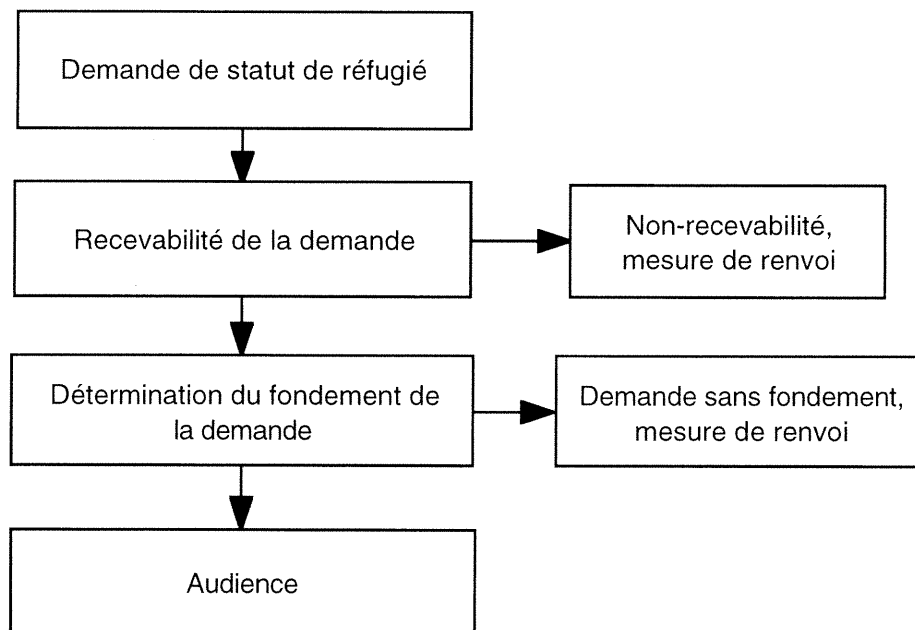 Demande de statut de réfugié
Recevabilité de la demande
Non-recevabilité,
mesure de renvoi
Détermination du fondement de
la demande
Demande sans fondement,
mesure de renvoi
Audience